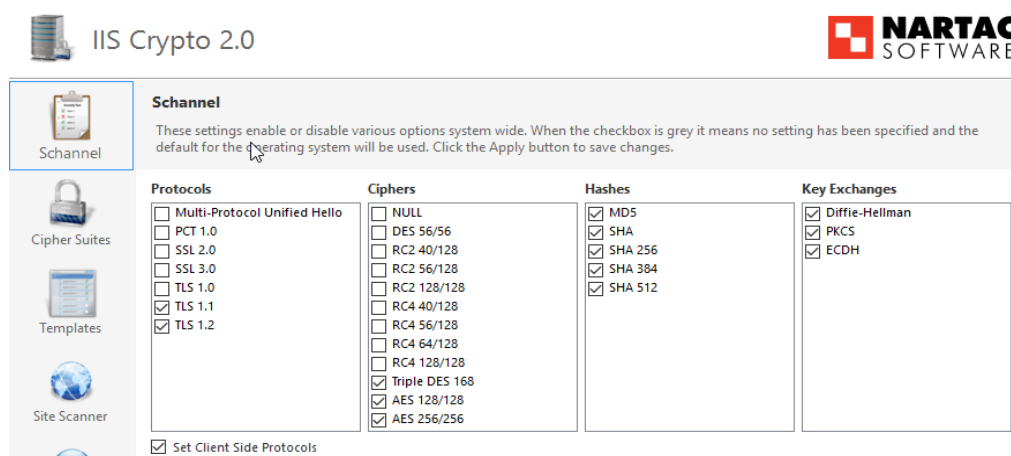 IIS Crypto 2.0
NARTAC
SOFTWARE
Schannel
Cipher Suites
Templates
Site Scanner
Schannel
These settings enable or disable various options system wide. When the checkbox is grey it means no setting has been specified and the
default for the operating system will be used. Click the Apply button to save changes.
Protocols
Multi-Protocol Unified Hello
PCT 1.0
SSL 2.0
SSL 3.0
TLS 1.0
TLS 1.1
TLS 1.2
Ciphers
NULL
DES 56/56
RC2 40/128
RC2 56/128
RC2 128/128
RC4 40/128
RC4 56/128
RC4 64/128
RC4 128/128
Triple DES 168
AES 128/128
AES 256/256
Hashes
MD5
SHA
SHA 256
SHA 384
SHA 512
Key Exchanges
Diffie-Hellman
PKCS
ECDH
Set Client Side Protocols